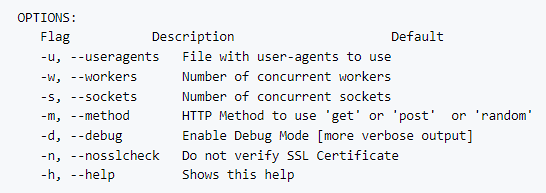 OPTIONS:
Flag Description Default
-u, --useragents File with user-agents to use
-w, --workers Number of concurrent workers
-s, --sockets Number of concurrent sockets
-m, --method HTTP Method to use 'get' or 'post'  or 'random'
-d, --debug Enable Debug Mode [more verbose output]
-n, --nosslcheck Do not verify SSL Certificate
-h, --help Shows this help